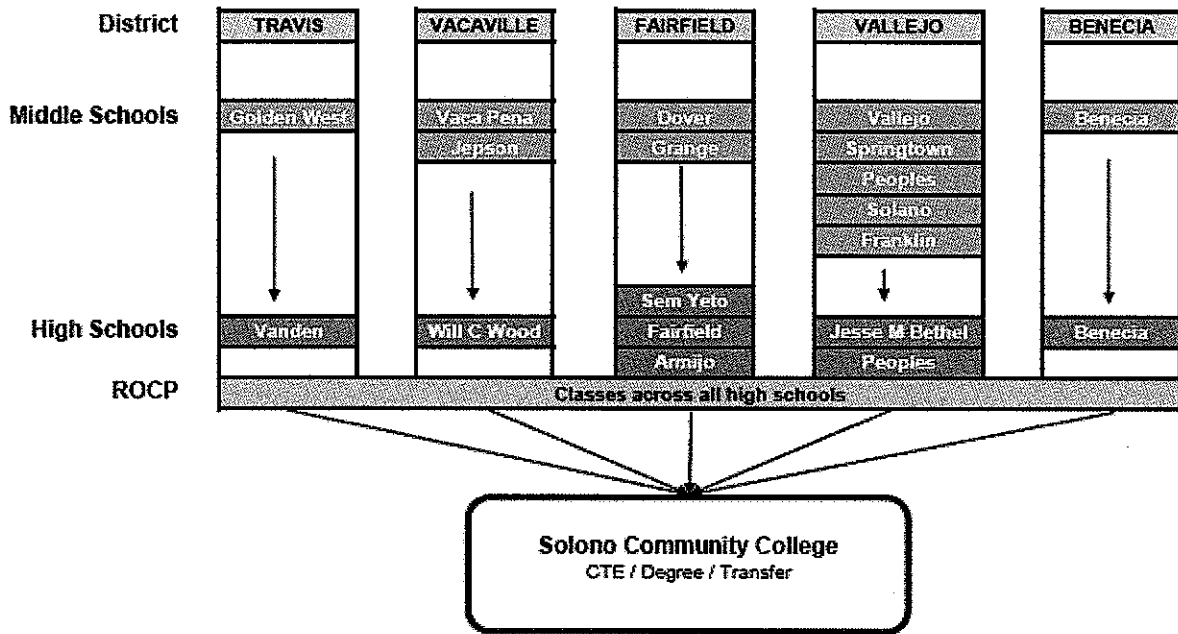 District TRAVIS VACAVILLE FAIRFIELD VALLEJO BENECIA
Middle Schools Golden West Vaca Pena Dover Vallejo Benecia
Jepson Grange Springtown
Peoples
Solano
Franklin
Sem Yeto
High Schools Vanden Will C Wood Fairfield Jesse M Bethel Benecia
Armijo Peoples
ROCP Classes across all high schools
Solono Community College
CTE / Degree / Transfer